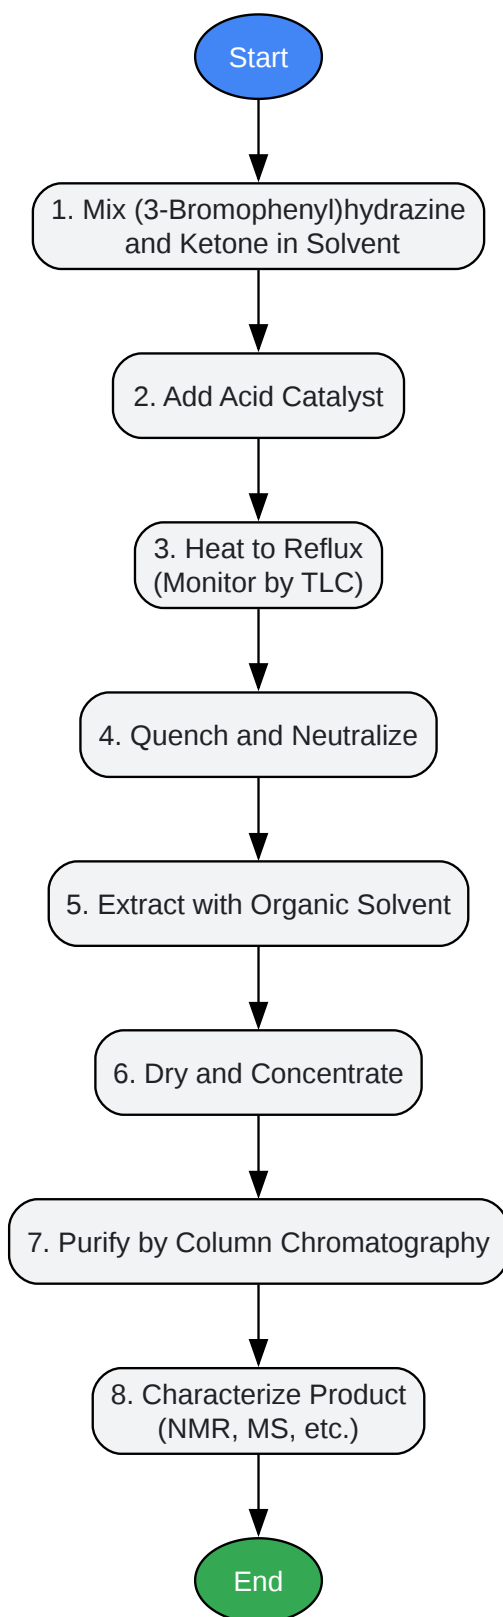 Start
1. Mix (3-Bromophenyl)hydrazine
and Ketone in Solvent
2. Add Acid Catalyst
3. Heat to Reflux
(Monitor by TLC)
4. Quench and Neutralize
5. Extract with Organic Solvent
6. Dry and Concentrate
7. Purify by Column Chromatography
8. Characterize Product
(NMR, MS, etc.)
End